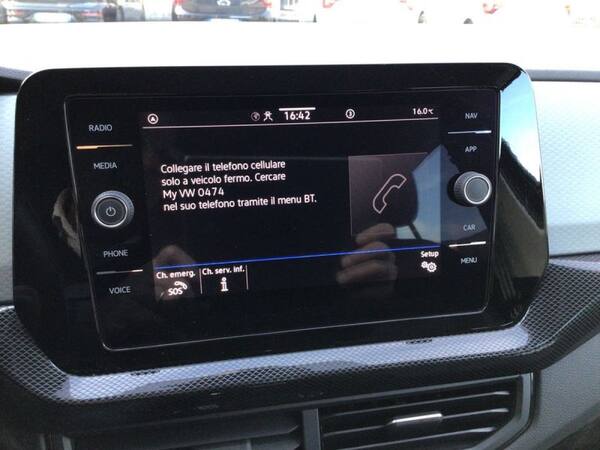 16:42
16.0°C
RADIO
MEDIA
PHONE
VOICE
NAV
APP
CAR
MENU
Collegare il telefono cellulare
solo a veicolo fermo. Cercare
My VW 0474
nel suo telefono tramite il menu BT.
Ch. emerg.
SOS
Ch. serv. inf.
i
Setup